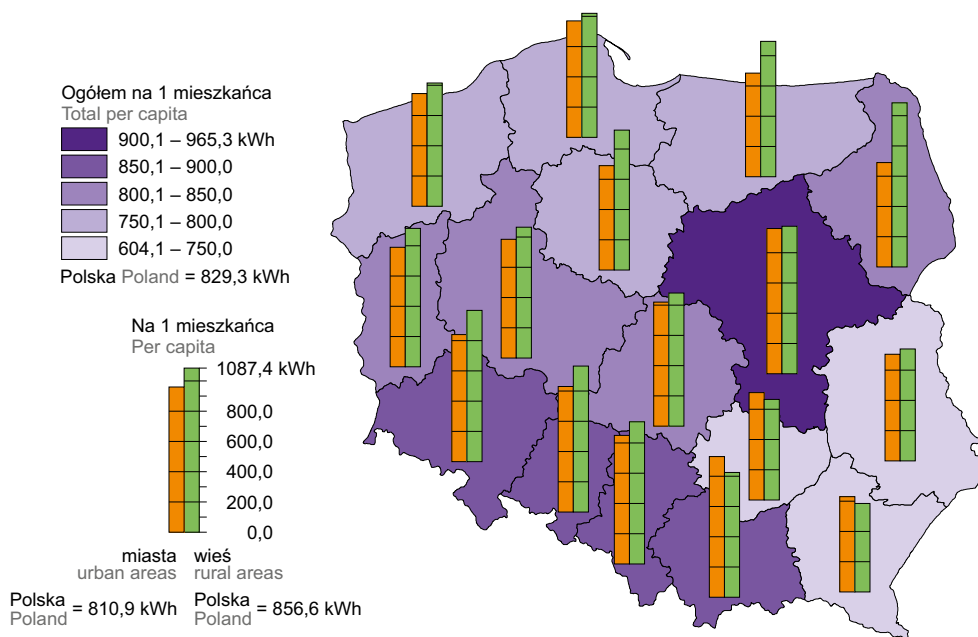 Ogółem na 1 mieszkańca
Total per capita
900,1 – 965,3 kWh
850,1 – 900,0
800,1 – 850,0
750,1 – 800,0
604,1 – 750,0
Polska Poland = 829,3 kWh
Na 1 mieszkańca
Per capita
1087,4 kWh
800,0
600,0
400,0
200,0
0,0
miasta wieś
urban areas rural areas
Polska Poland = 810,9 kWh Polska Poland = 856,6 kWh